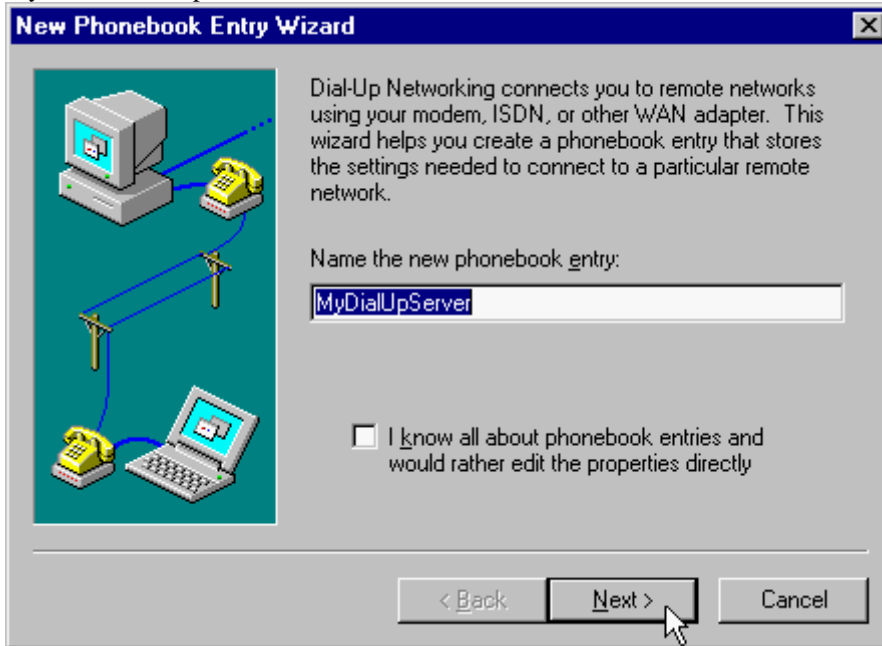 New Phonebook Entry Wizard
Dial-Up Networking connects you to remote networks
using your modem, ISDN, or other WAN adapter. This
wizard helps you create a phonebook entry that stores
the settings needed to connect to a particular remote
network.
Name the new phonebook entry:
MyDialUpServer
I know all about phonebook entries and
would rather edit the properties directly
< Back Next > Cancel